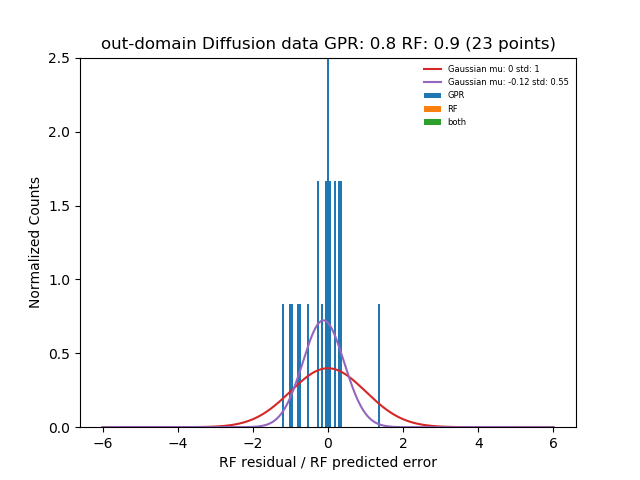 out-domain Diffusion data GPR: 0.8 RF: 0.9 (23 points)
Gaussian mu: 0 std: 1
Gaussian mu: -0.12 std: 0.55
GPR
RF
both
Normalized Counts
2.5
2.0
1.5
1.0
0.5
0.0
−6 −4 −2 0 2 4 6
RF residual / RF predicted error